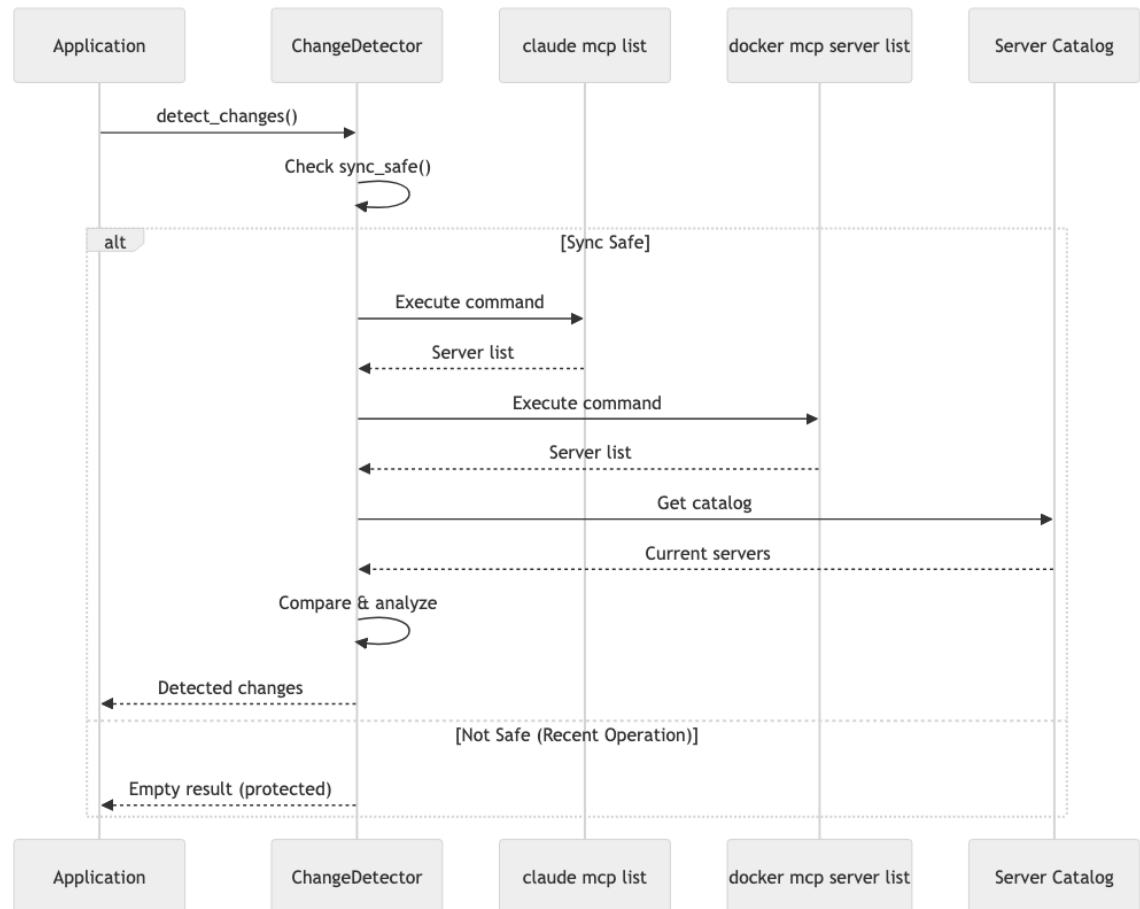 Application
ChangeDetector
claude mcp list
docker mcp server list
Server Catalog
detect_changes()
Check sync_safe()
alt
[Sync Safe]
Execute command
Server list
Execute command
Server list
Get catalog
Current servers
Compare & analyze
Detected changes
[Not Safe (Recent Operation)]
Empty result (protected)
Application
ChangeDetector
claude mcp list
docker mcp server list
Server Catalog